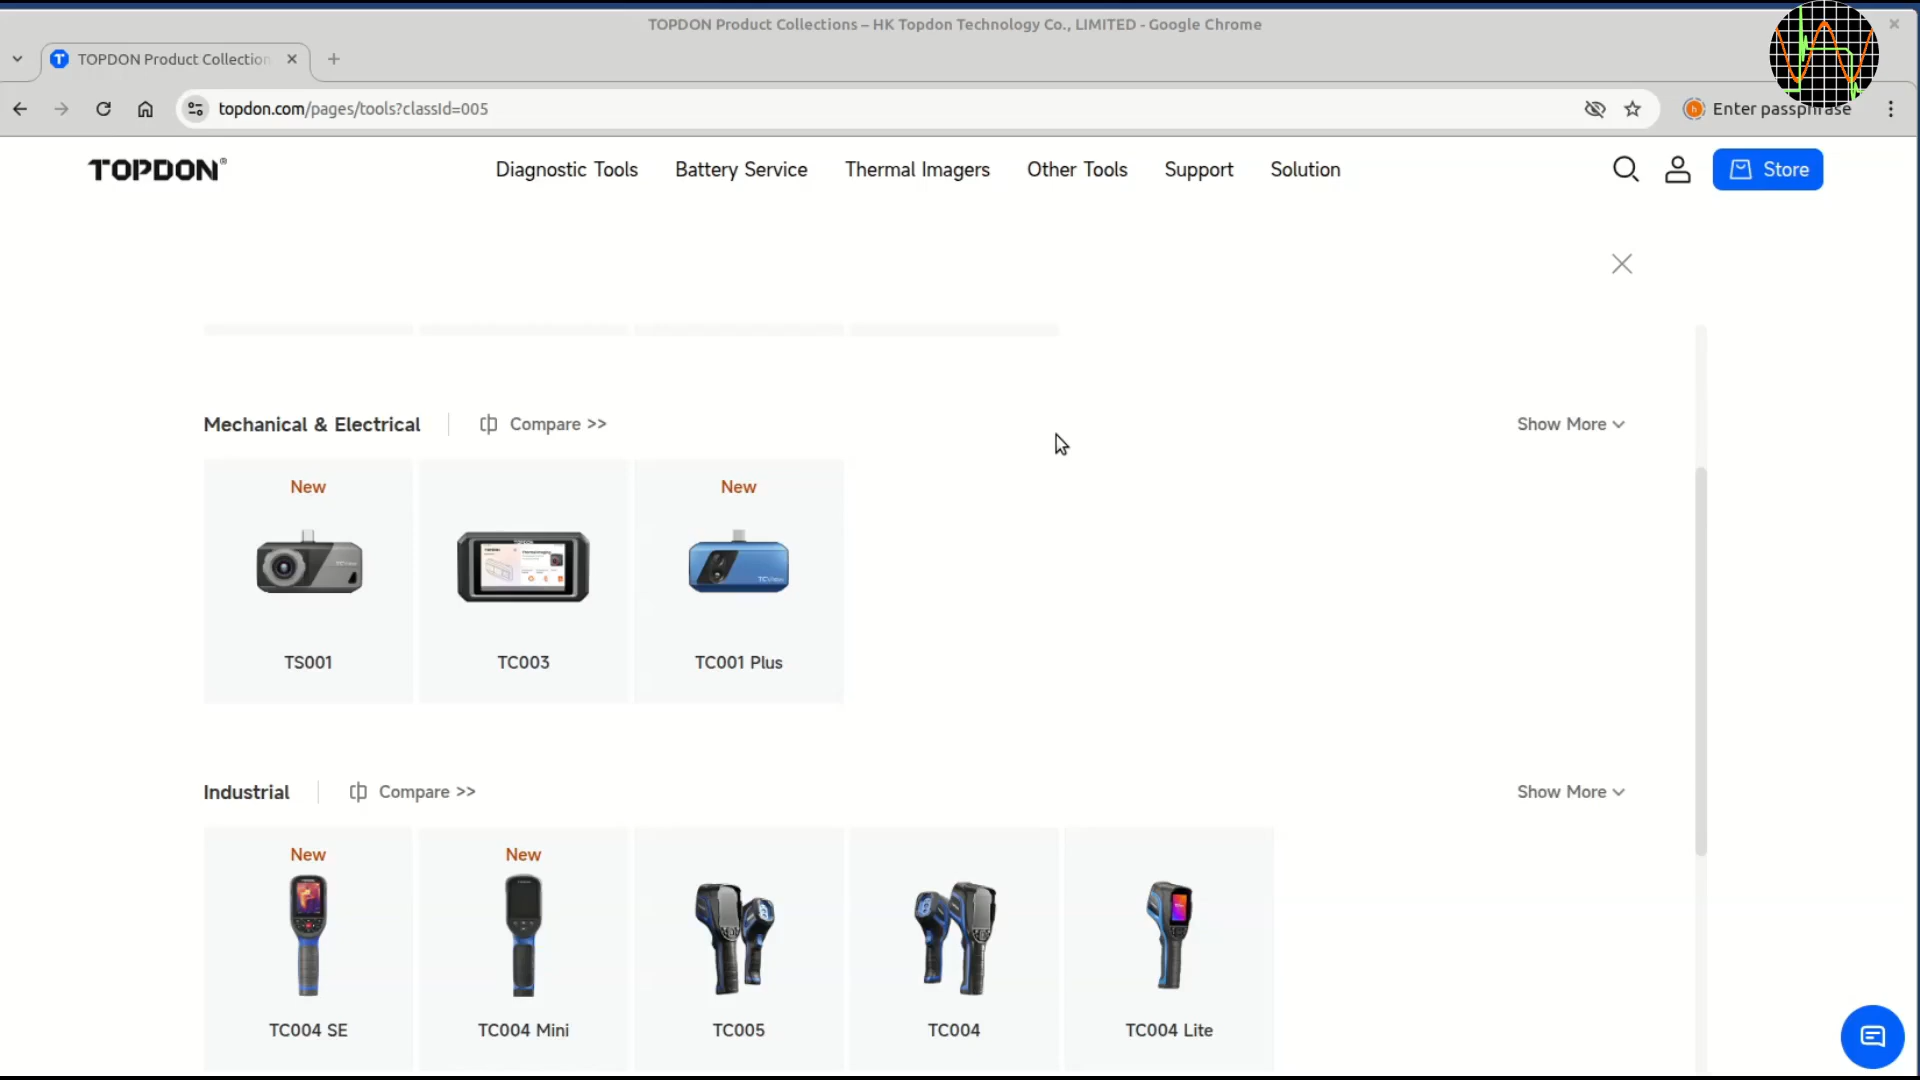 TOPDON Product Collections – HK Topdon Technology Co., LIMITED - Google Chrome
TOPDON Product Collection
topdon.com/pages/tools?classId=005
Enter passphrase
TOPDON®
Diagnostic Tools
Battery Service
Thermal Imagers
Other Tools
Support
Solution
Store
Mechanical & Electrical
Compare >>
Show More
New
New
TS001
TC003
TC001 Plus
Industrial
Compare >>
Show More
New
New
TC004 SE
TC004 Mini
TC005
TC004
TC004 Lite